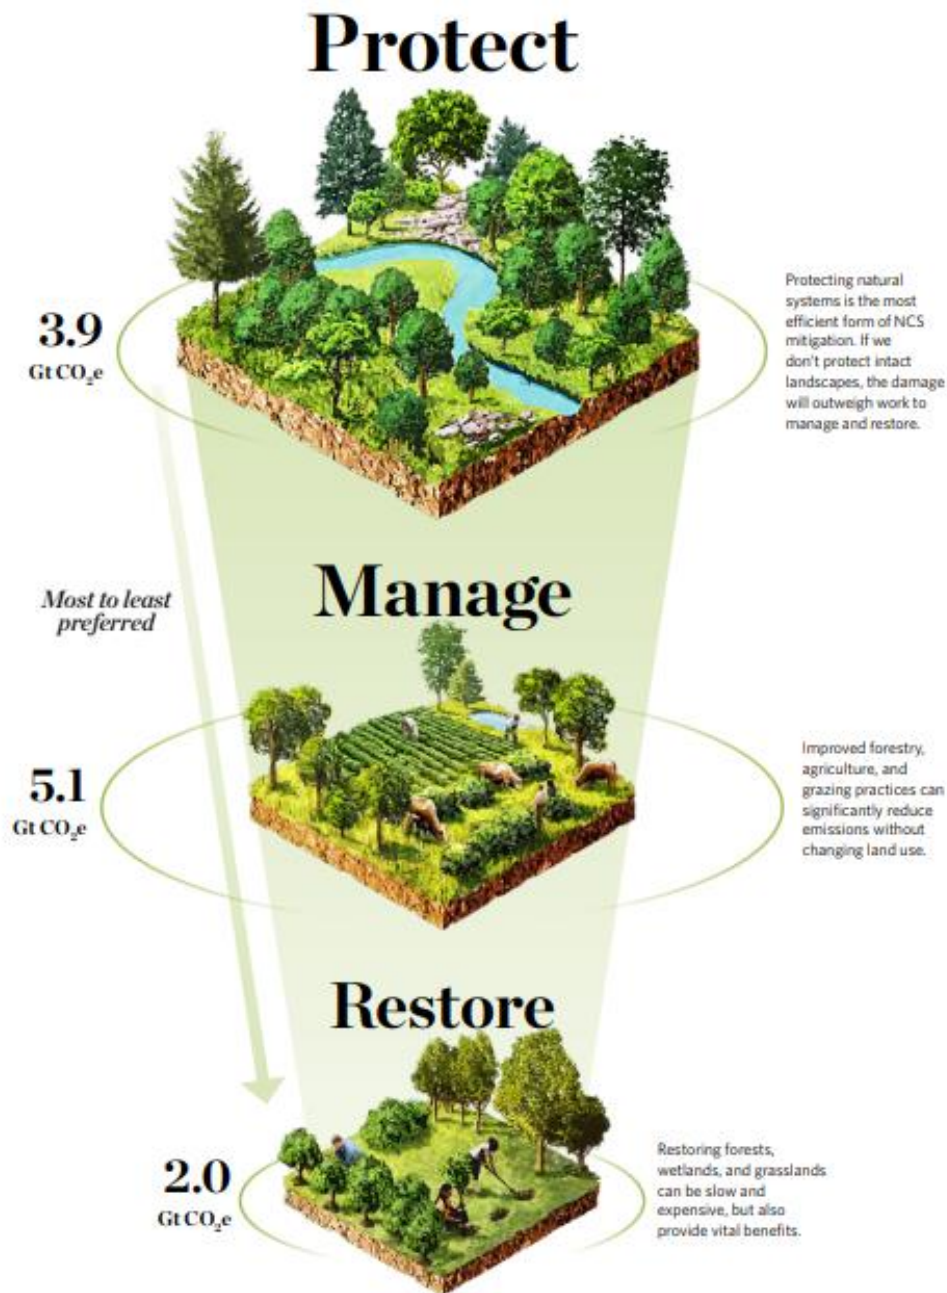 Protect
3.9
Gt CO₂e
Protecting natural
systems is the most
efficient form of NCS
mitigation. If we
don't protect intact
landscapes, the damage
will outweigh work to
manage and restore.
Most to least
preferred
Manage
5.1
Gt CO₂e
Improved forestry,
agriculture, and
grazing practices can
significantly reduce
emissions without
changing land use.
Restore
2.0
Gt CO₂e
Restoring forests,
wetlands, and grasslands
can be slow and
expensive, but also
provide vital benefits.